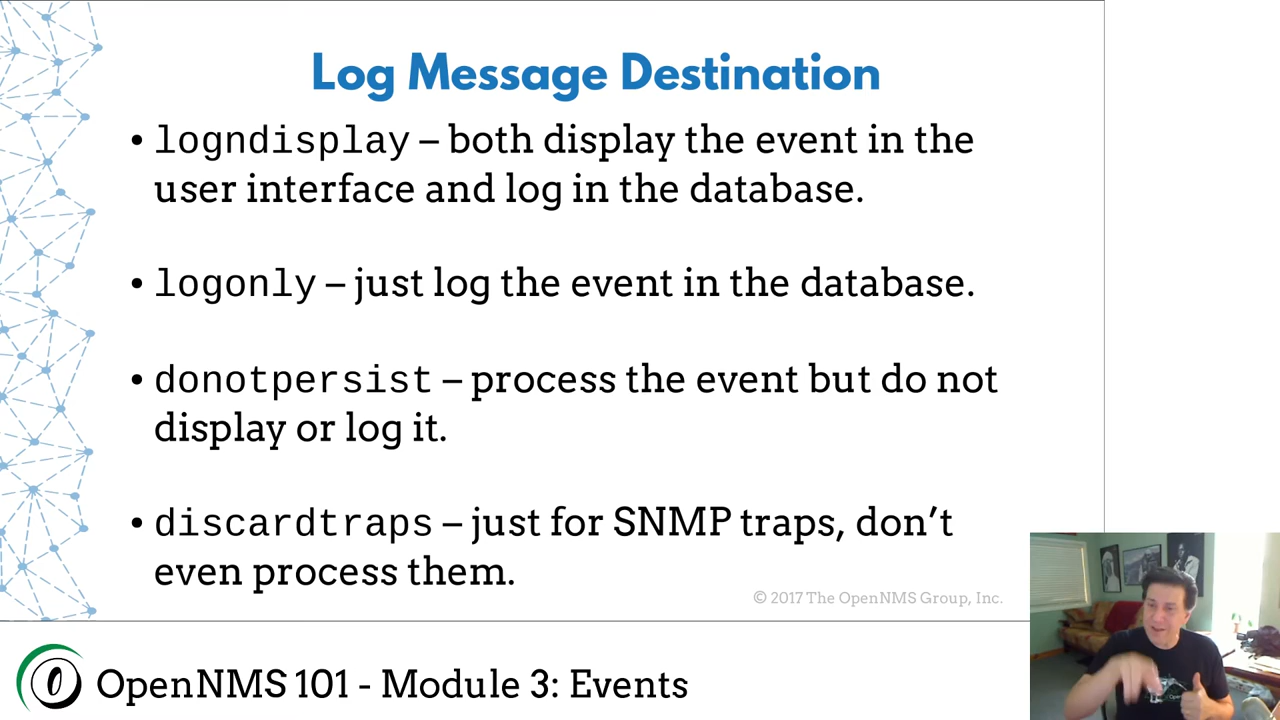 Log Message Destination
• logndisplay – both display the event in the
user interface and log in the database.
• logonly – just log the event in the database.
• donotpersist – process the event but do not
display or log it.
• discardtraps – just for SNMP traps, don’t
even process them.
© 2017 The OpenNMS Group, Inc.
OpenNMS 101 - Module 3: Events